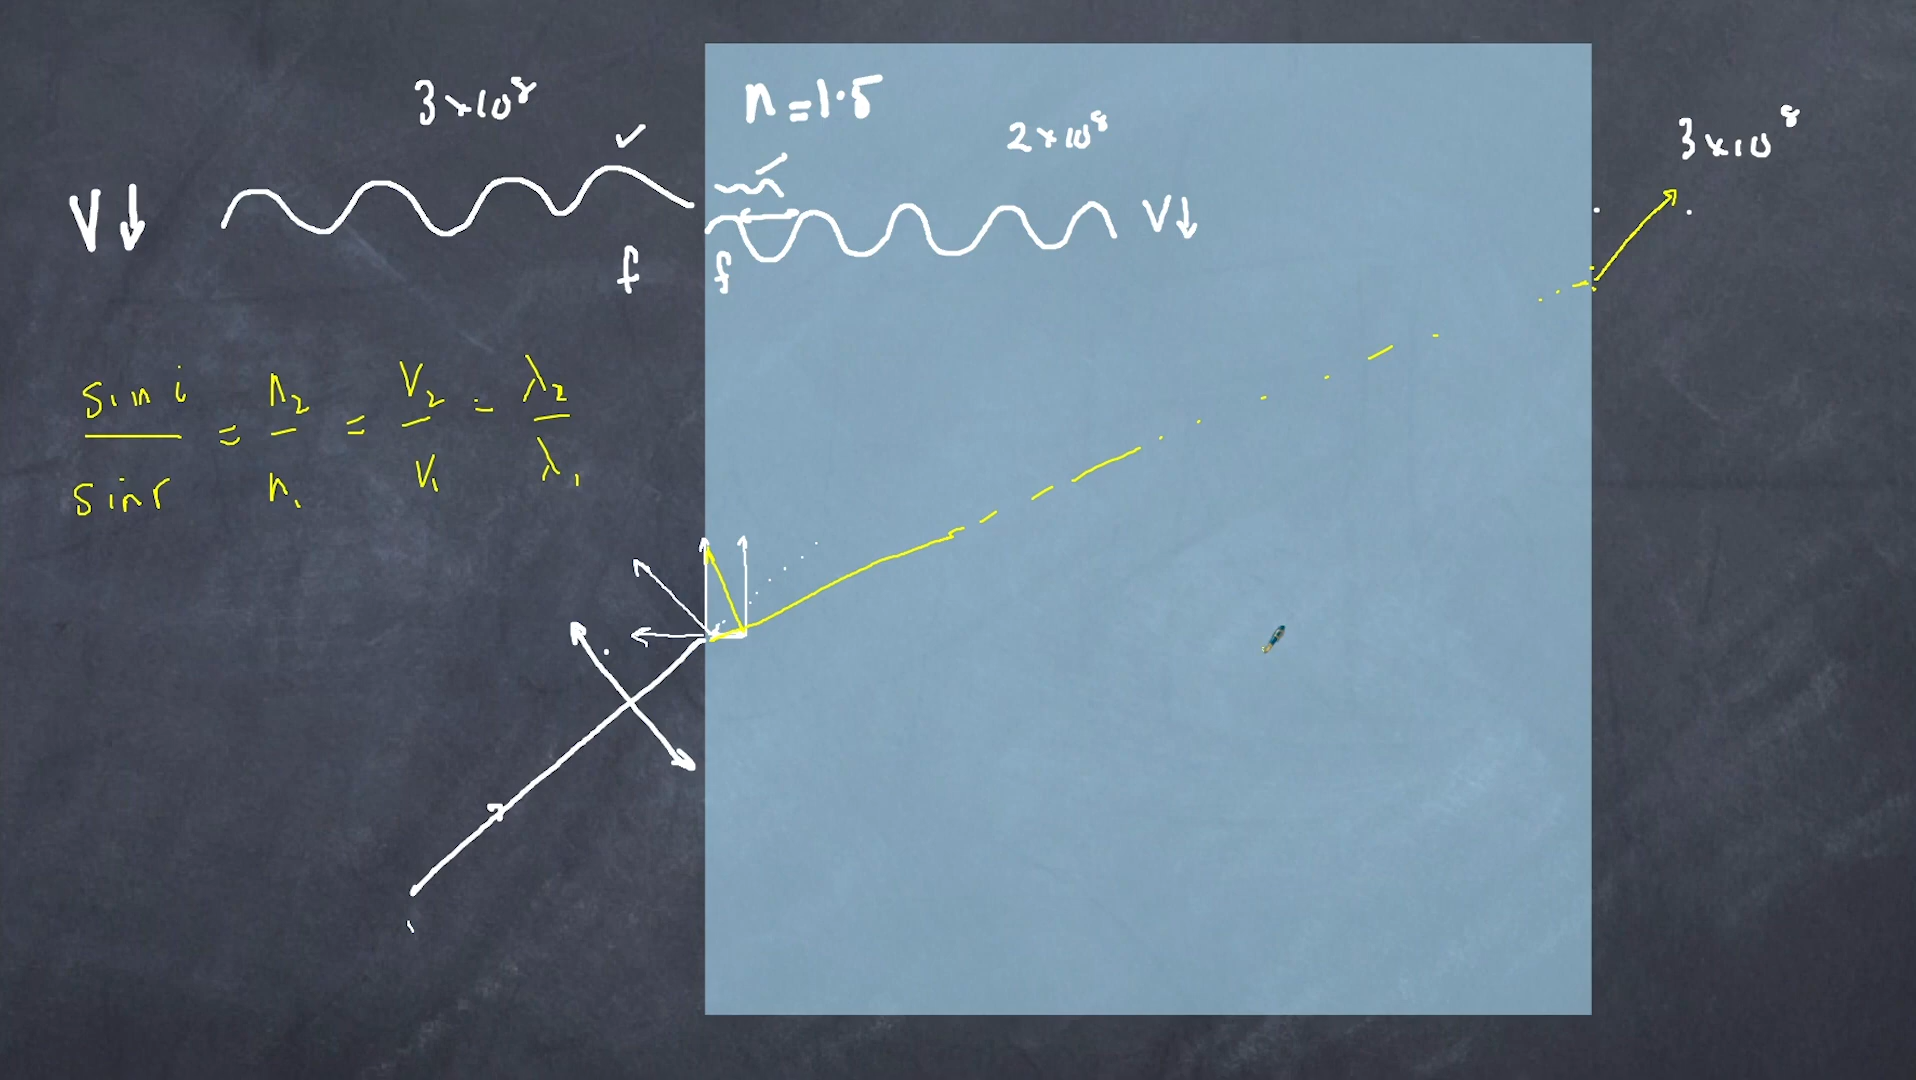 3×10⁸
n=1.5
2×10⁸
3×10⁸
V↓
V↓
f
f
sin i / sin r = n₂ / n₁ = V₂ / V₁ = λ₂ / λ₁